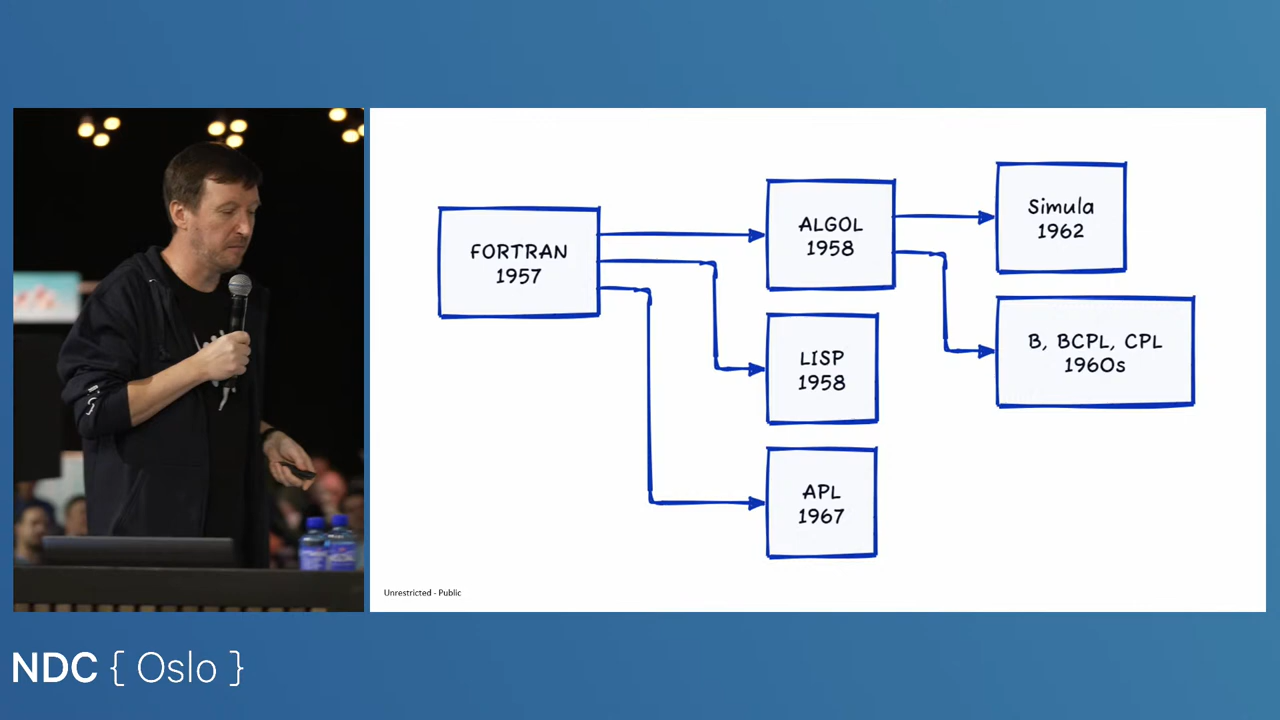 FORTRAN
1957
ALGOL
1958
Simula
1962
LISP
1958
B, BCPL, CPL
1960s
APL
1967
Unrestricted - Public
NDC { Oslo }